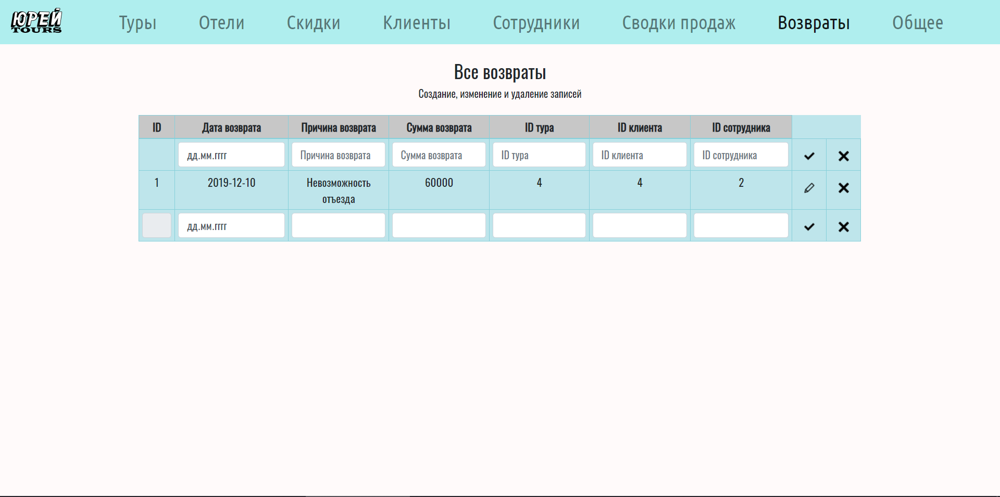 ЮРЕЙ
TOURS
Туры Отели Скидки Клиенты Сотрудники Сводки продаж Возвраты Общее
Все возвраты
Создание, изменение и удаление записей
ID Дата возврата Причина возврата Сумма возврата ID тура ID клиента ID сотрудника
дд.мм.гггг Причина возврата Сумма возврата ID тура ID клиента ID сотрудника
1 2019-12-10 Невозможность 60000 4 4 2
отъезда
дд.мм.гггг